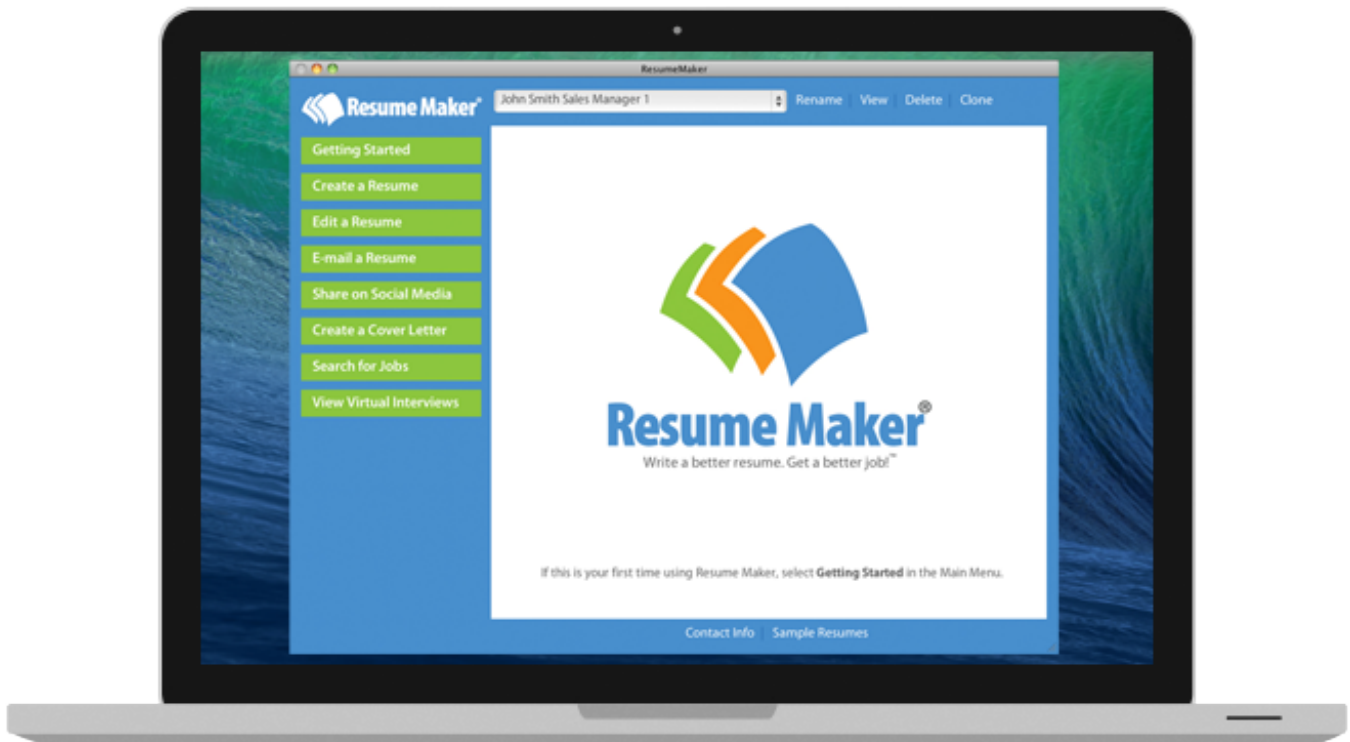 ResumeMaker
Resume Maker®
John Smith Sales Manager 1
Rename View Delete Clone
Getting Started
Create a Resume
Edit a Resume
E-mail a Resume
Share on Social Media
Create a Cover Letter
Search for Jobs
View Virtual Interviews
Resume Maker®
Write a better resume. Get a better job!™
If this is your first time using Resume Maker, select Getting Started in the Main Menu.
Contact Info Sample Resumes